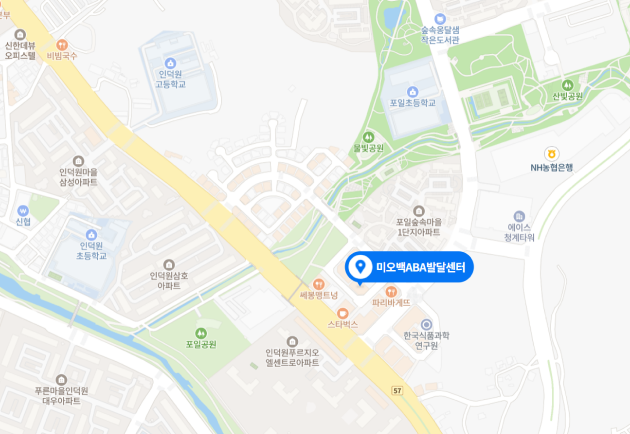 신한데뷰
오피스텔
비빔국수
인덕원
고등학교
숲속옹달샘
작은도서관
포일초등학교
산빛공원
물빛공원
NH농협은행
인덕원마을
삼성아파트
신협
인덕원
초등학교
포일숲속마을
1단지아파트
에이스
청계타워
인덕원삼호
아파트
미오백ABA발달센터
쎄봉맹트넘
파리바게뜨
스타벅스
한국식품과학
연구원
포일공원
인덕원푸르지오
엘센트로아파트
푸른마을인덕원
대우아파트
57